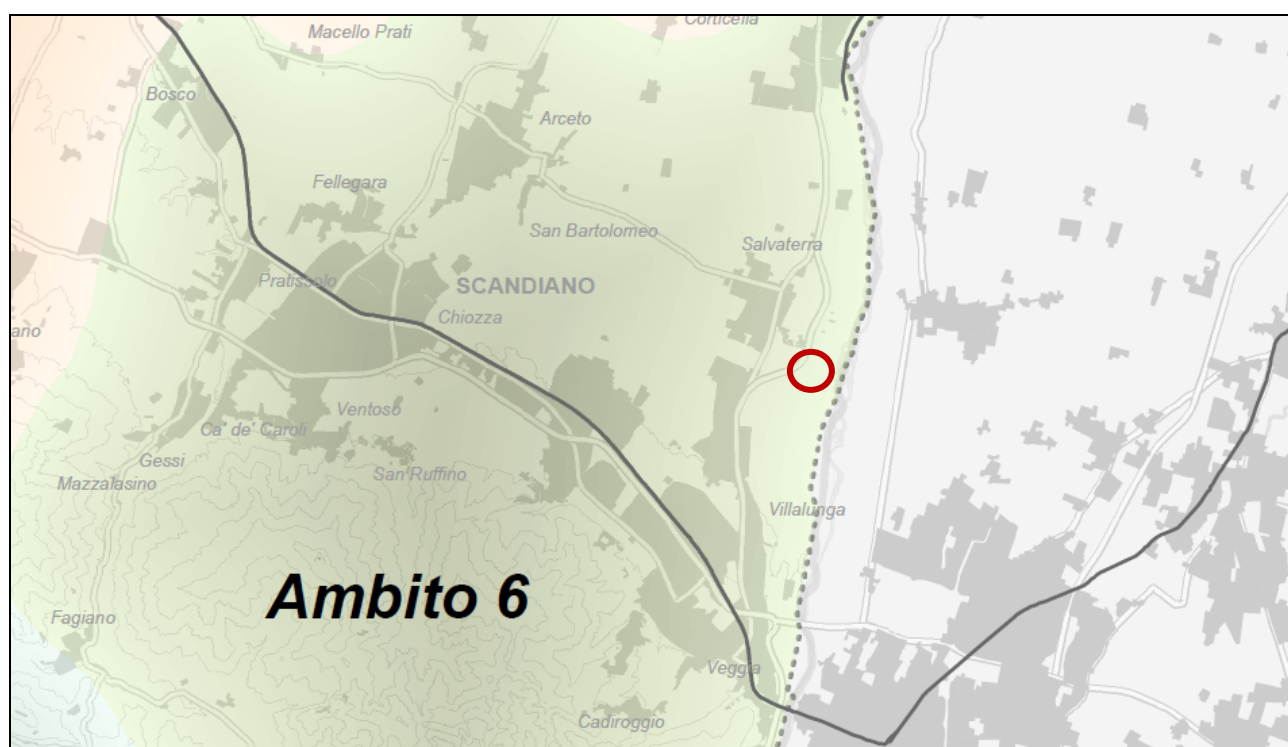 Corticella
Macello Prati
Bosco
Arceto
Fellegara
San Bartolomeo
Salvaterra
Pratissolo
SCANDIANO
Chiozza
ano
Ventoso
Ca' de' Caroli
Gessi
San Ruffino
Mazzalasino
Villalunga
Ambito 6
Fagiano
Veggia
Cadiroggio